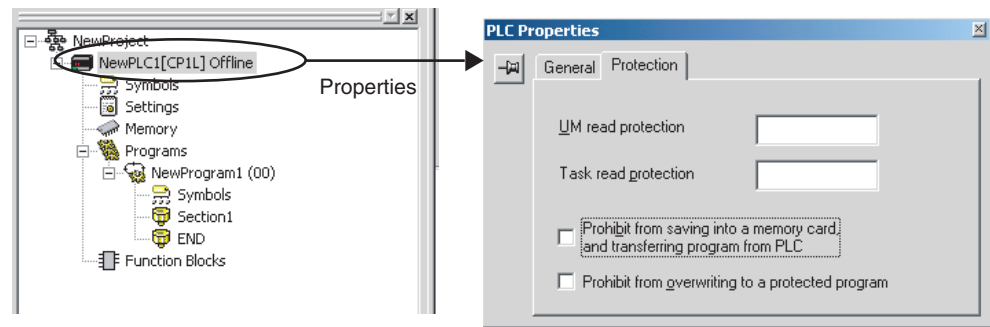 NewProject
NewPLC1[CP1L] Offline
Symbols
Settings
Memory
Programs
NewProgram1 (00)
Symbols
Section1
END
Function Blocks
Properties
PLC Properties
General Protection
UM read protection
Task read protection
Prohibit from saving into a memory card,
and transferring program from PLC
Prohibit from overwriting to a protected program